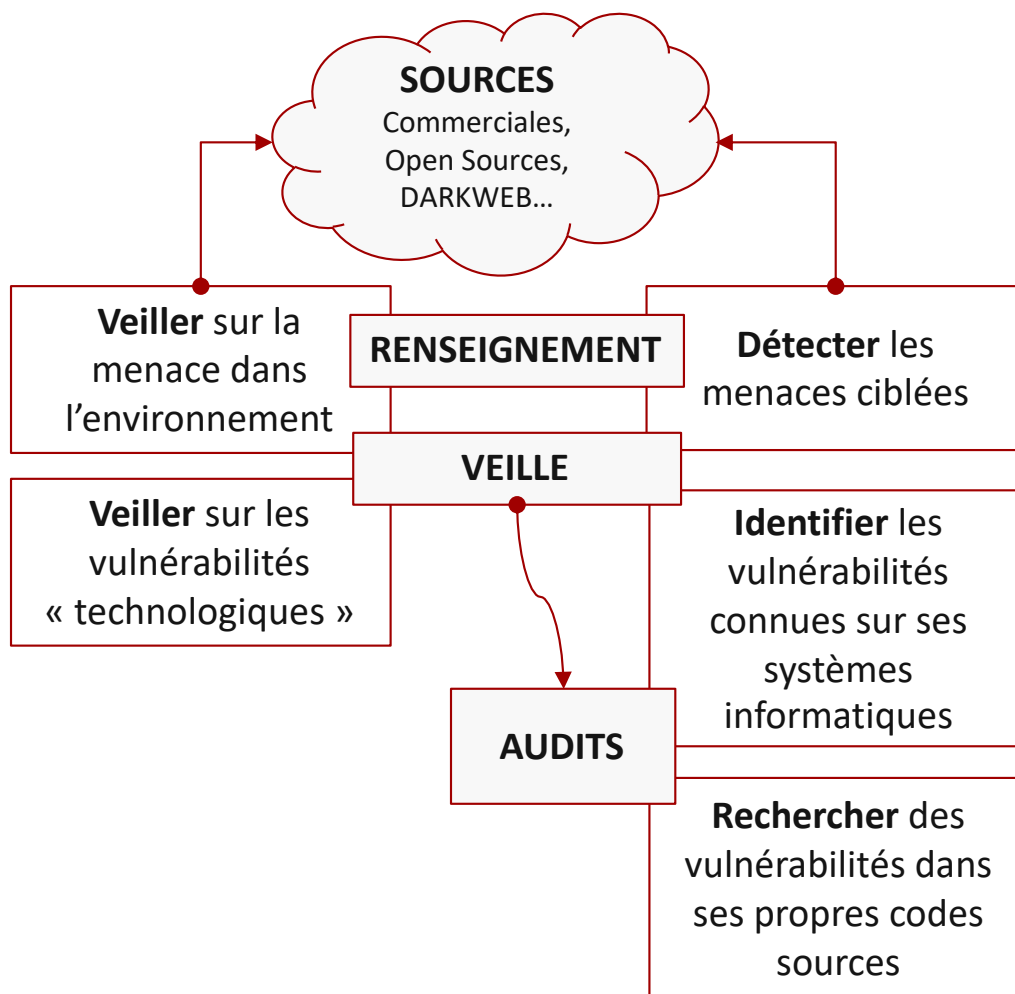 SOURCES
Commerciales,
Open Sources,
DARKWEB…
Veiller sur la
menace dans
l’environnement
RENSEIGNEMENT
Détecter les
menaces ciblées
VEILLE
Veiller sur les
vulnérabilités
« technologiques »
Identifier les
vulnérabilités
connues sur ses
systèmes
informatiques
AUDITS
Rechercher des
vulnérabilités dans
ses propres codes
sources